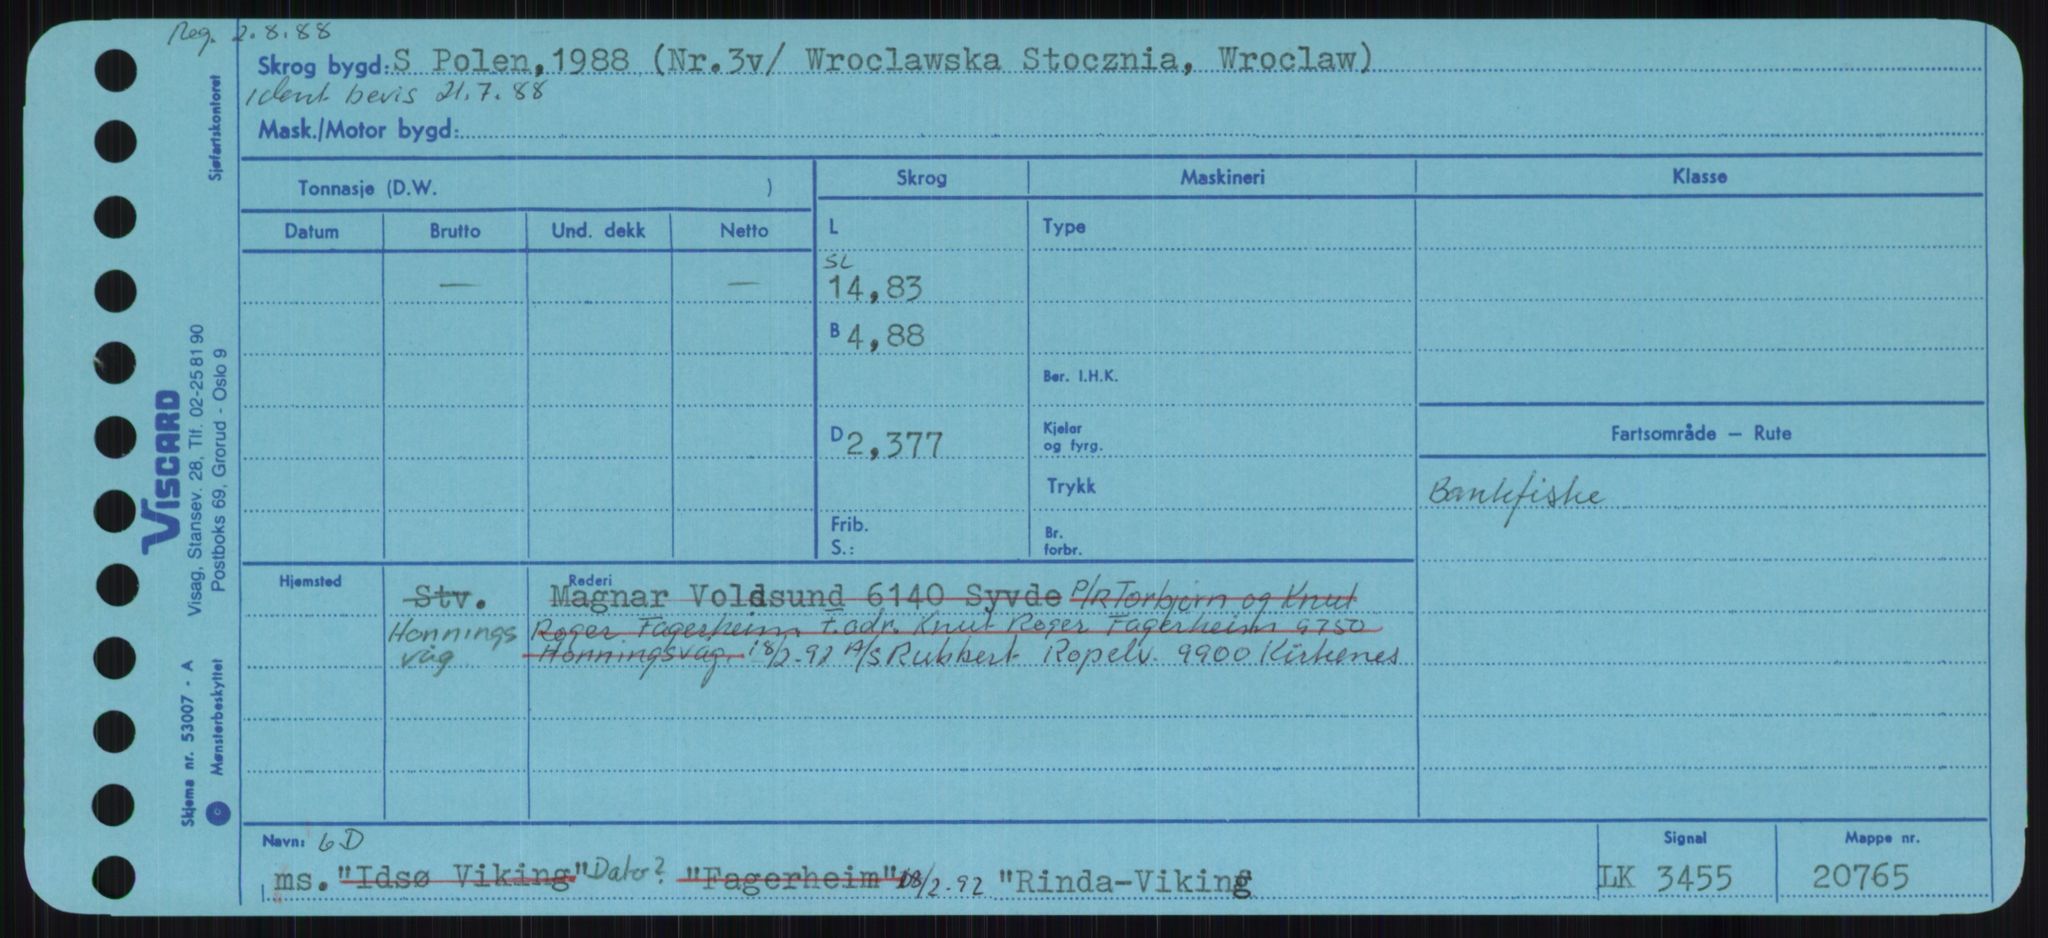 Reg. 2.8.88
Skrog bygd: S Polen, 1988 (Nr.3v/ Wroclawska Stocznia, Wroclaw)
Ident bevis 21.7.88
Mask./Motor bygd:
Sjøfartskontoret
VISCARD
Visag, Stansev. 28, Tlf. 02-25 81 90
Postboks 69, Grorud - Oslo 9
Skjema nr. 53007 - A
Mønsterbeskyttet
Tonnasje (D.W. )
Datum Brutto Und. dekk Netto
— —
Skrog Maskineri Klasse
L Type
SL
14,83
B 4,88
Ber. I.H.K.
D 2,377
Kjelar
og fyrg.
Trykk
Frib.
S.:
Br.
forbr.
Fartsområde — Rute
Bankfiske
Hjemsted Rederi
Stv. Magnar Voldsund 6140 Syvde P/R Torbjørn og Knut
Honnings Roger Fagerheim. F.adr. Knut Roger Fagerheim 9750
våg Honningsvåg. 18/2-92 A/S Rubbert Ropelv. 9900 Kirkenes
Navn: 6D Signal Mappe nr.
ms. "Idsø Viking" Dato? "Fagerheim" 18/2-92 "Rinda-Viking LK 3455 20765